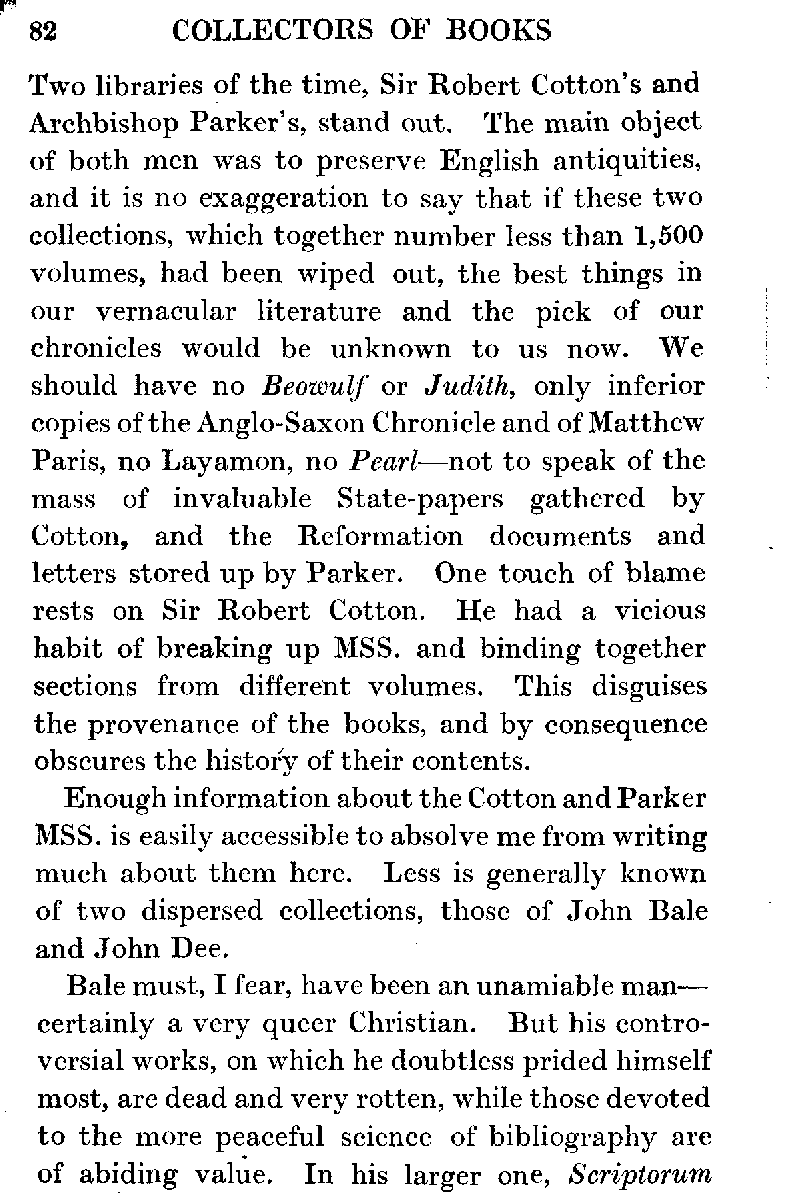 82 COLLECTORS OF BOOKS
Two libraries of the time, Sir Robert Cotton's and
Archbishop Parker's, stand out. The main object
of both men was to preserve English antiquities,
and it is no exaggeration to say that if these two
collections, which together number less than 1,500
volumes, had been wiped out, the best things in
our vernacular literature and the pick of our
chronicles would be unknown to us now. We
should have no Beowulf or Judith, only inferior
copies of the Anglo-Saxon Chronicle and of Matthew
Paris, no Layamon, no Pearl—not to speak of the
mass of invaluable State-papers gathered by
Cotton, and the Reformation documents and
letters stored up by Parker. One touch of blame
rests on Sir Robert Cotton. He had a vicious
habit of breaking up MSS. and binding together
sections from different volumes. This disguises
the provenance of the books, and by consequence
obscures the history of their contents.
Enough information about the Cotton and Parker
MSS. is easily accessible to absolve me from writing
much about them here. Less is generally known
of two dispersed collections, those of John Bale
and John Dee.
Bale must, I fear, have been an unamiable man—
certainly a very queer Christian. But his contro-
versial works, on which he doubtless prided himself
most, are dead and very rotten, while those devoted
to the more peaceful science of bibliography are
of abiding value. In his larger one, Scriptorum